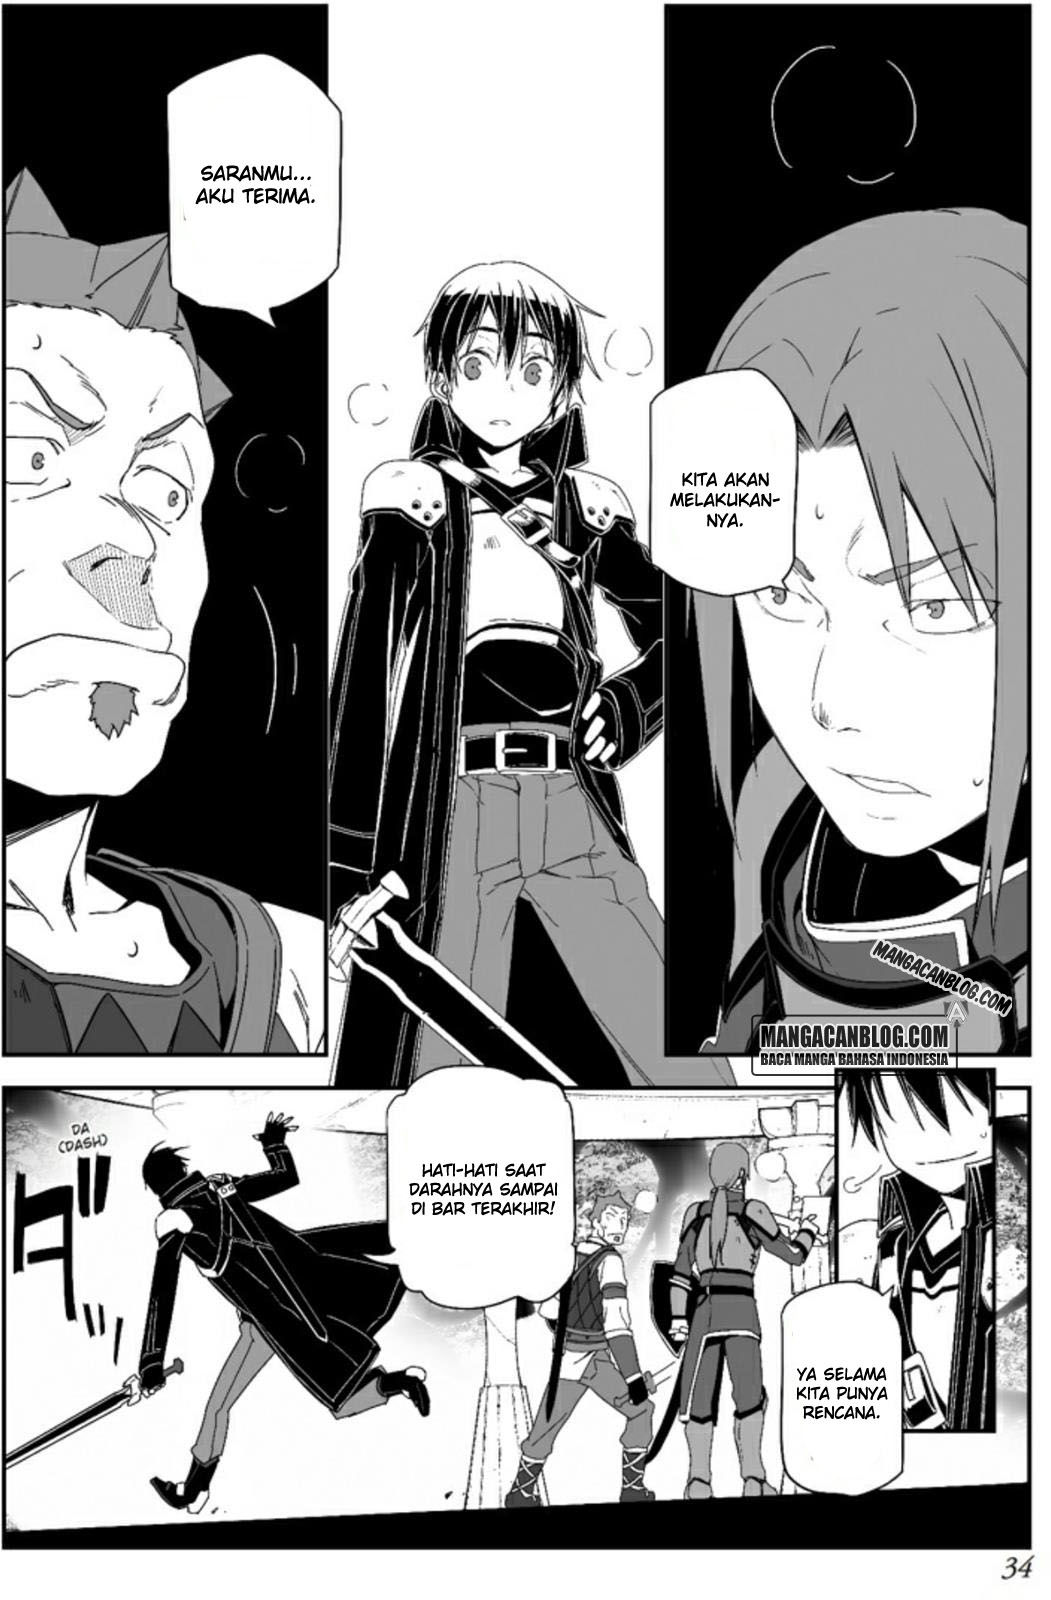 KITA AKAN
MELAKUKAN-
NYA.
SARANMU...
AKU TERIMA.
MANGACANBLOG.COM
MANGACANBLOG.COM
BACA MANGA BAHASA INDONESIA
YA SELAMA
KITA PUNYA
RENCANA.
HATI-HATI SAAT
DARAHNYA SAMPAI
DI BAR TERAKHIR!
DA
(DASH)
ダッ
34